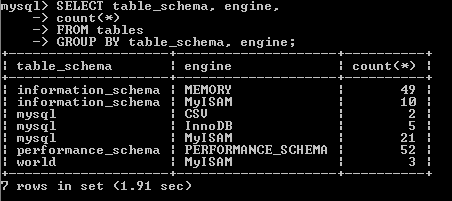 mysql> SELECT table_schema, engine,
    -> count(*)
    -> FROM tables
    -> GROUP BY table_schema, engine;
+--------------------+--------------------+----------+
| table_schema       | engine             | count(*) |
+--------------------+--------------------+----------+
| information_schema | MEMORY             |       49 |
| information_schema | MyISAM             |       10 |
| mysql              | CSV                |        2 |
| mysql              | InnoDB             |        5 |
| mysql              | MyISAM             |       21 |
| performance_schema | PERFORMANCE_SCHEMA |       52 |
| world              | MyISAM             |        3 |
+--------------------+--------------------+----------+
7 rows in set (1.91 sec)